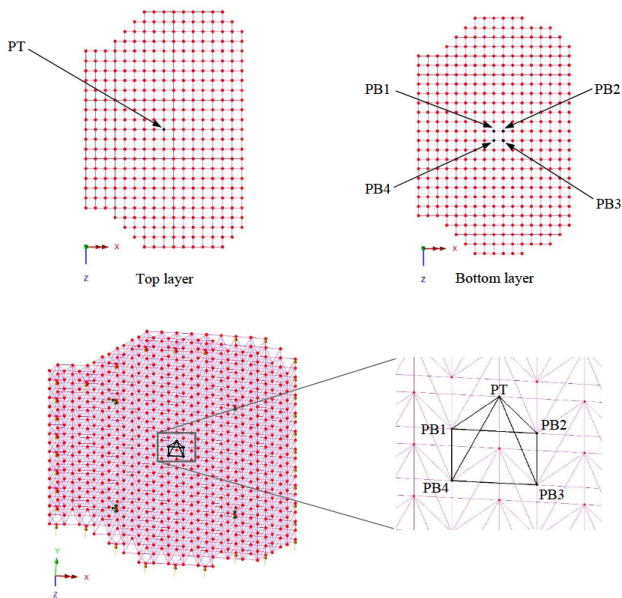 PT
PB1
PB2
PB4
PB3
x
z
Top layer
x
z
Bottom layer
PT
PB1
PB2
PB4
PB3
Y
x
Z